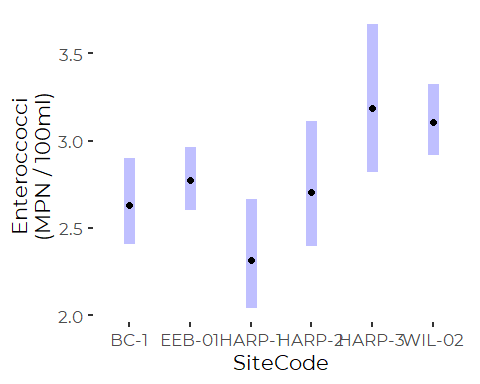 Enteroccocci
(MPN / 100ml)
3.5
3.0
2.5
2.0
BC-1 EEB-01 HARP-1 HARP-2 HARP-3 WIL-02
SiteCode